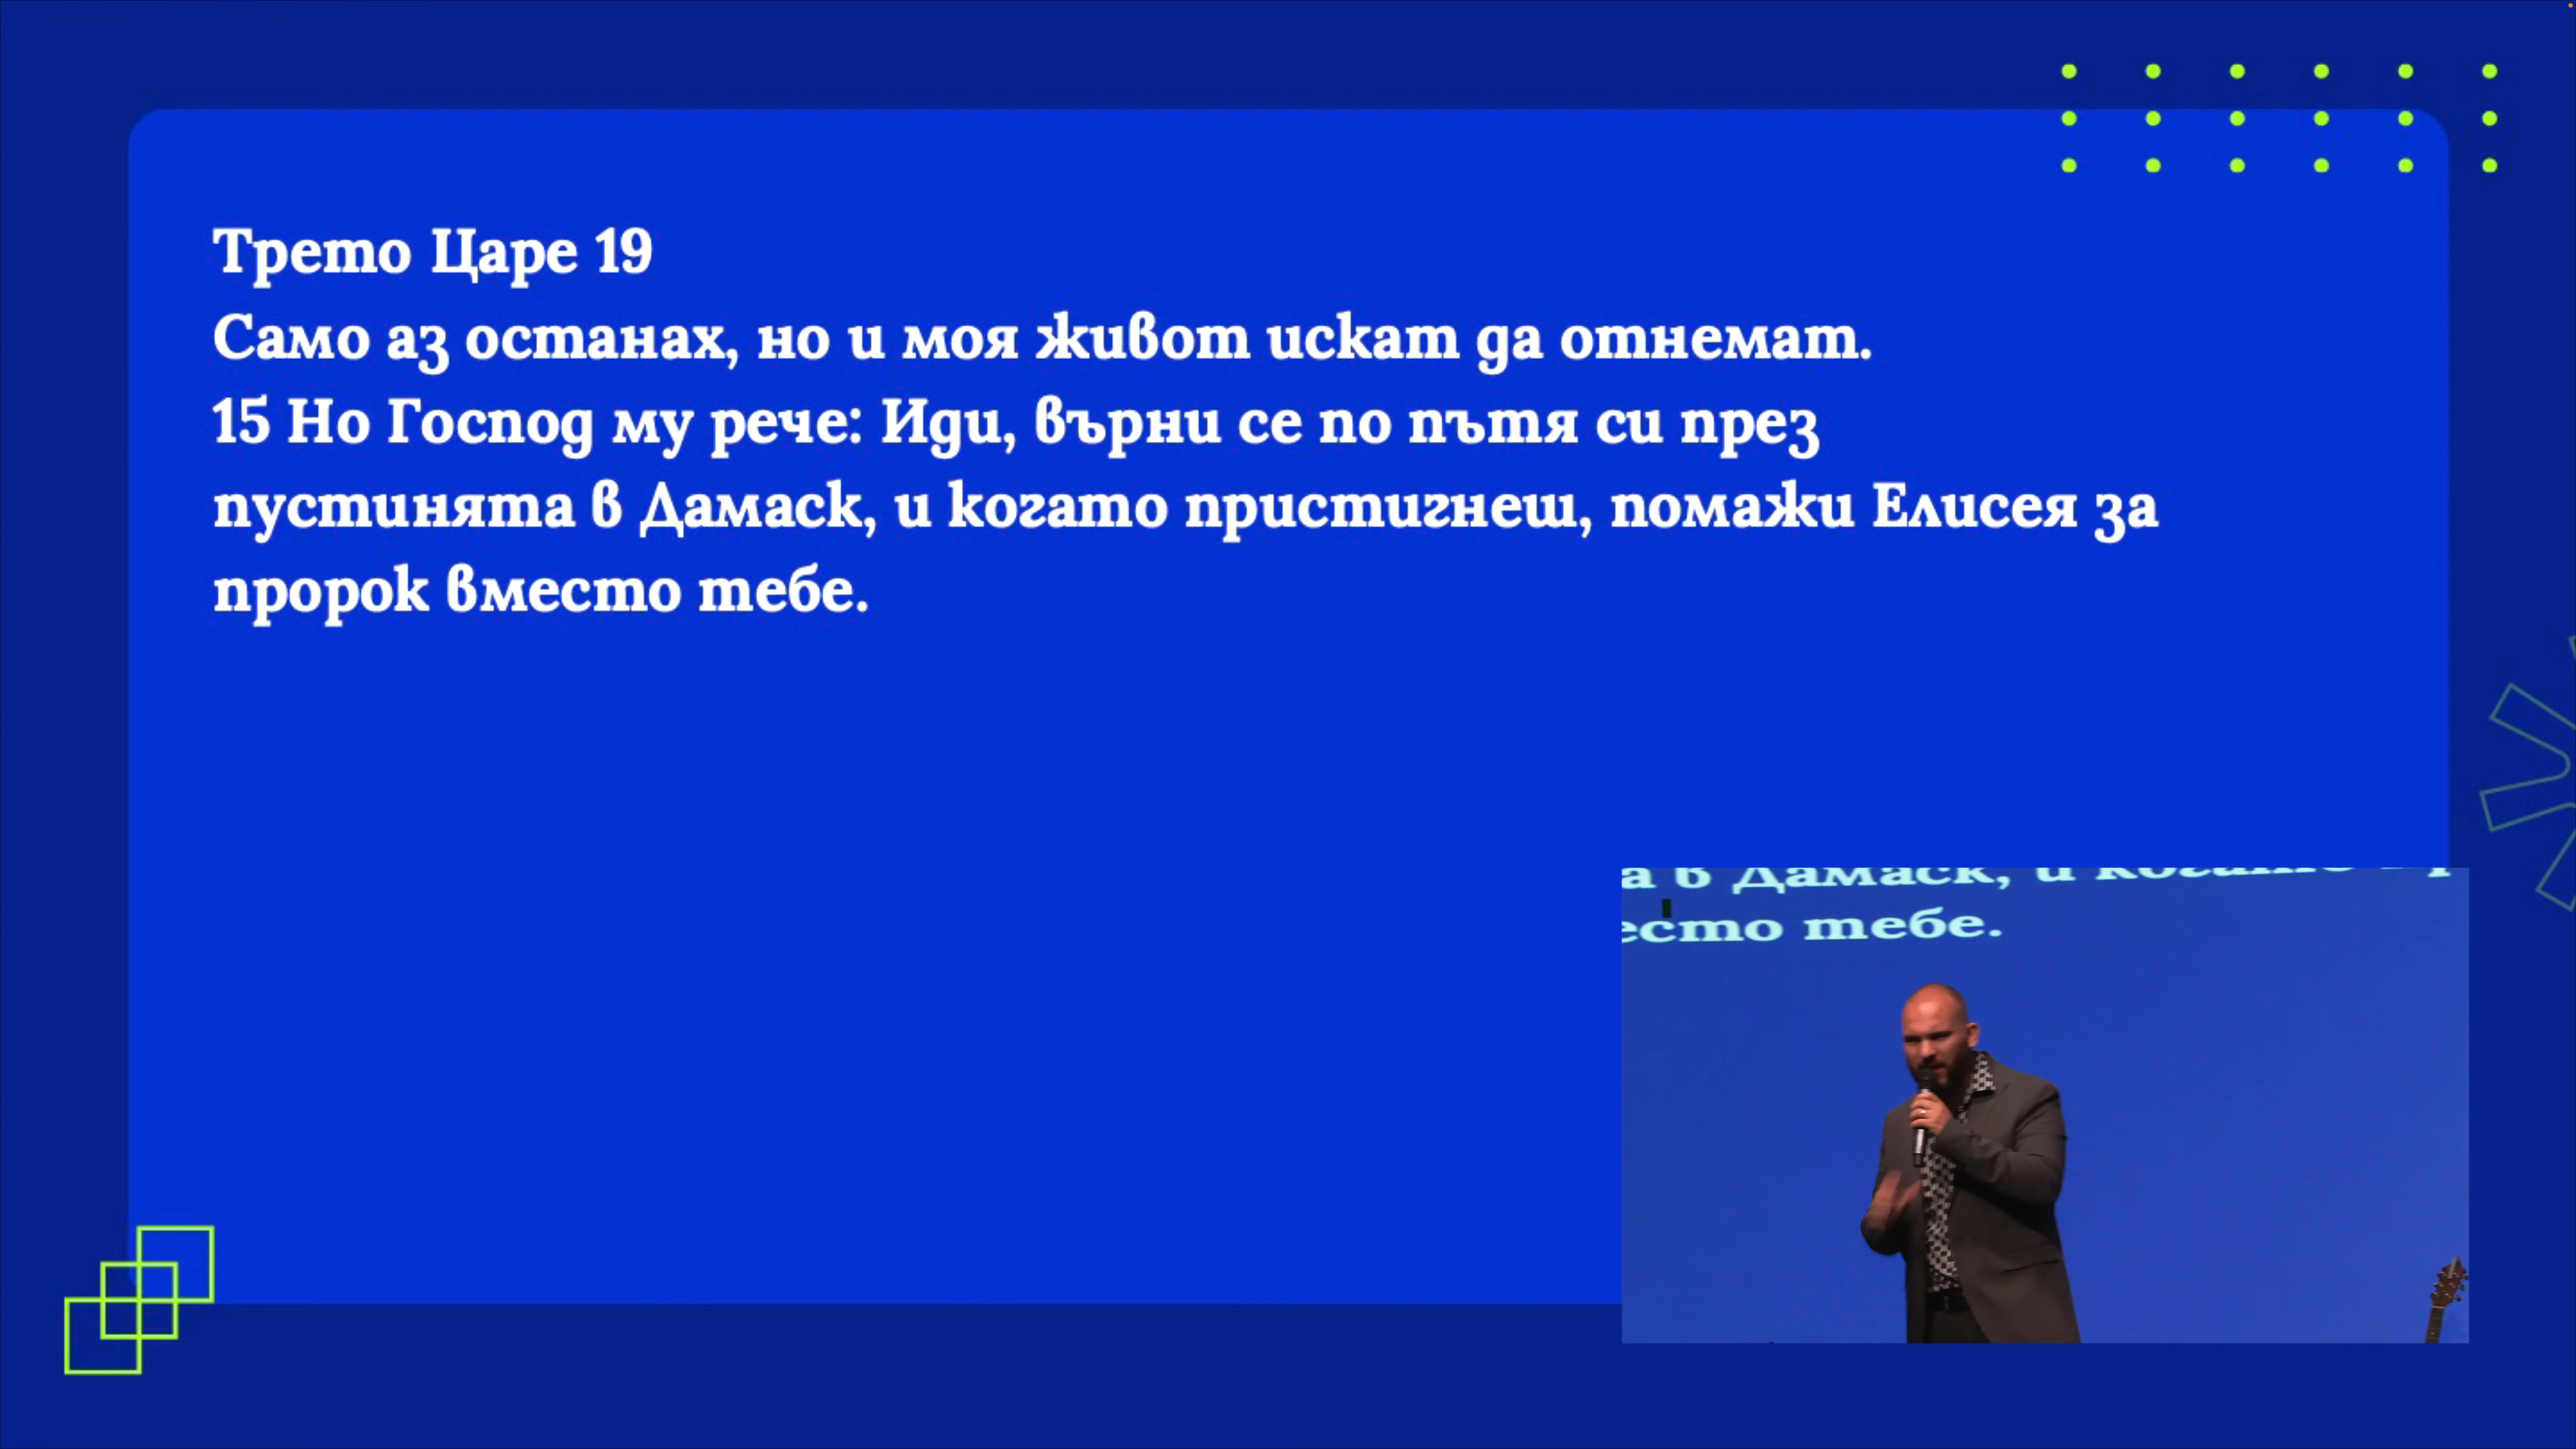 Трето Царе 19
Само аз останах, но и моя живот искат да отнемат.
15 Но Господ му рече: Иди, върни се по пътя си през
пустинята в Дамаск, и когато пристигнеш, помажи Елисея за
пророк вместо тебе.
а в Дамаск, и
есто тебе.